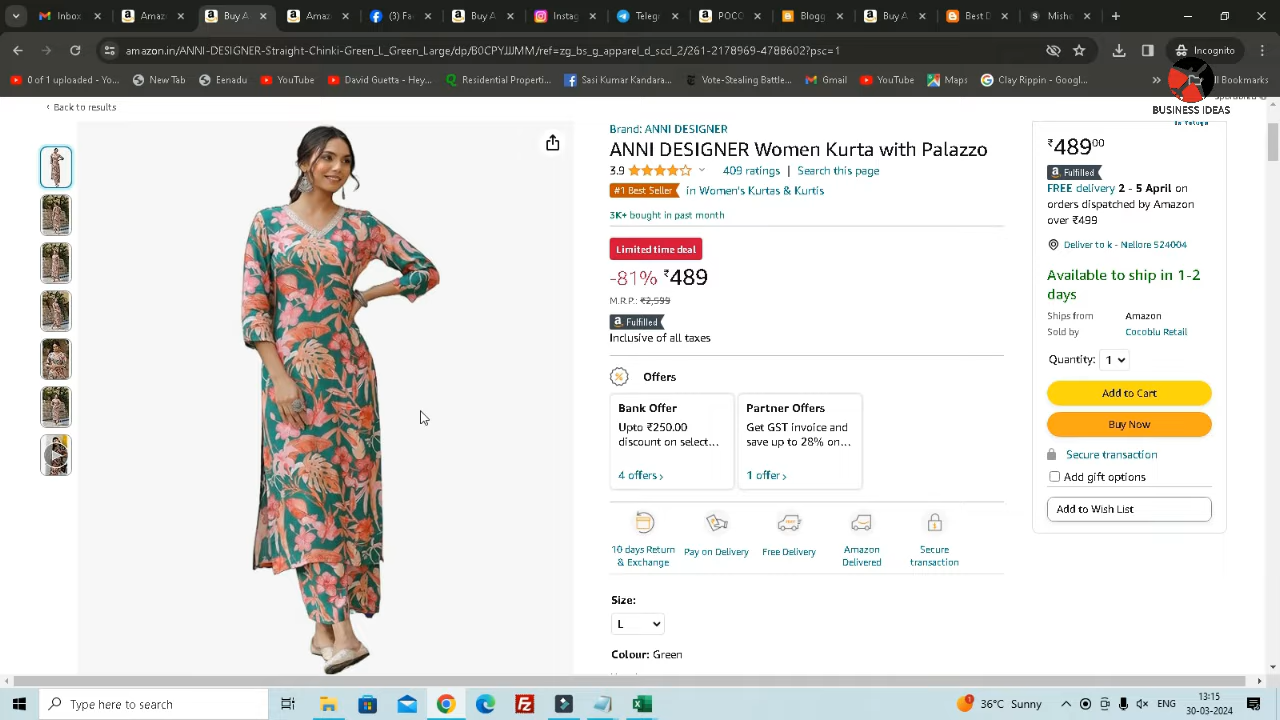 Inbox
Buy A
Amaz
(3) Fa
Buy A
Instag
Telegr
POCO
Blogg
Buy A
Best D
Misho
amazon.in/ANNI-DESIGNER-Straight-Chinki-Green_L_Green_Large/dp/B0CPYJJMM/ref=zg_bs_g_apparel_d_sccl_2/261-2178969-4788602?psc=1
Incognito
0 of 1 uploaded - Yo...
New Tab
Eenadu
YouTube
David Guetta - Hey...
Residential Properti...
Sasi Kumar Kandara...
Vote-Stealing Battle...
Gmail
YouTube
Maps
Clay Rippin - Googl...
ll Bookmarks
BUSINESS IDEAS
In Telugu
‹ Back to results
Brand: ANNI DESIGNER
ANNI DESIGNER Women Kurta with Palazzo
3.9
409 ratings | Search this page
#1 Best Seller in Women's Kurtas & Kurtis
3K+ bought in past month
Limited time deal
-81% ₹489
M.R.P.: ₹2,599
a Fulfilled
Inclusive of all taxes
Offers
Bank Offer
Upto ₹250.00
discount on select...
4 offers ›
Partner Offers
Get GST invoice and
save up to 28% on...
1 offer ›
10 days Return
& Exchange
Pay on Delivery
Free Delivery
Amazon
Delivered
Secure
transaction
Size:
L
Colour: Green
₹489 00
a Fulfilled
FREE delivery 2 - 5 April on
orders dispatched by Amazon
over ₹499
Deliver to k - Nellore 524004
Available to ship in 1-2
days
Ships from Amazon
Sold by Cocoblu Retail
Quantity: 1
Add to Cart
Buy Now
Secure transaction
Add gift options
Add to Wish List
Type here to search
36°C Sunny
ENG
13:15
30-03-2024